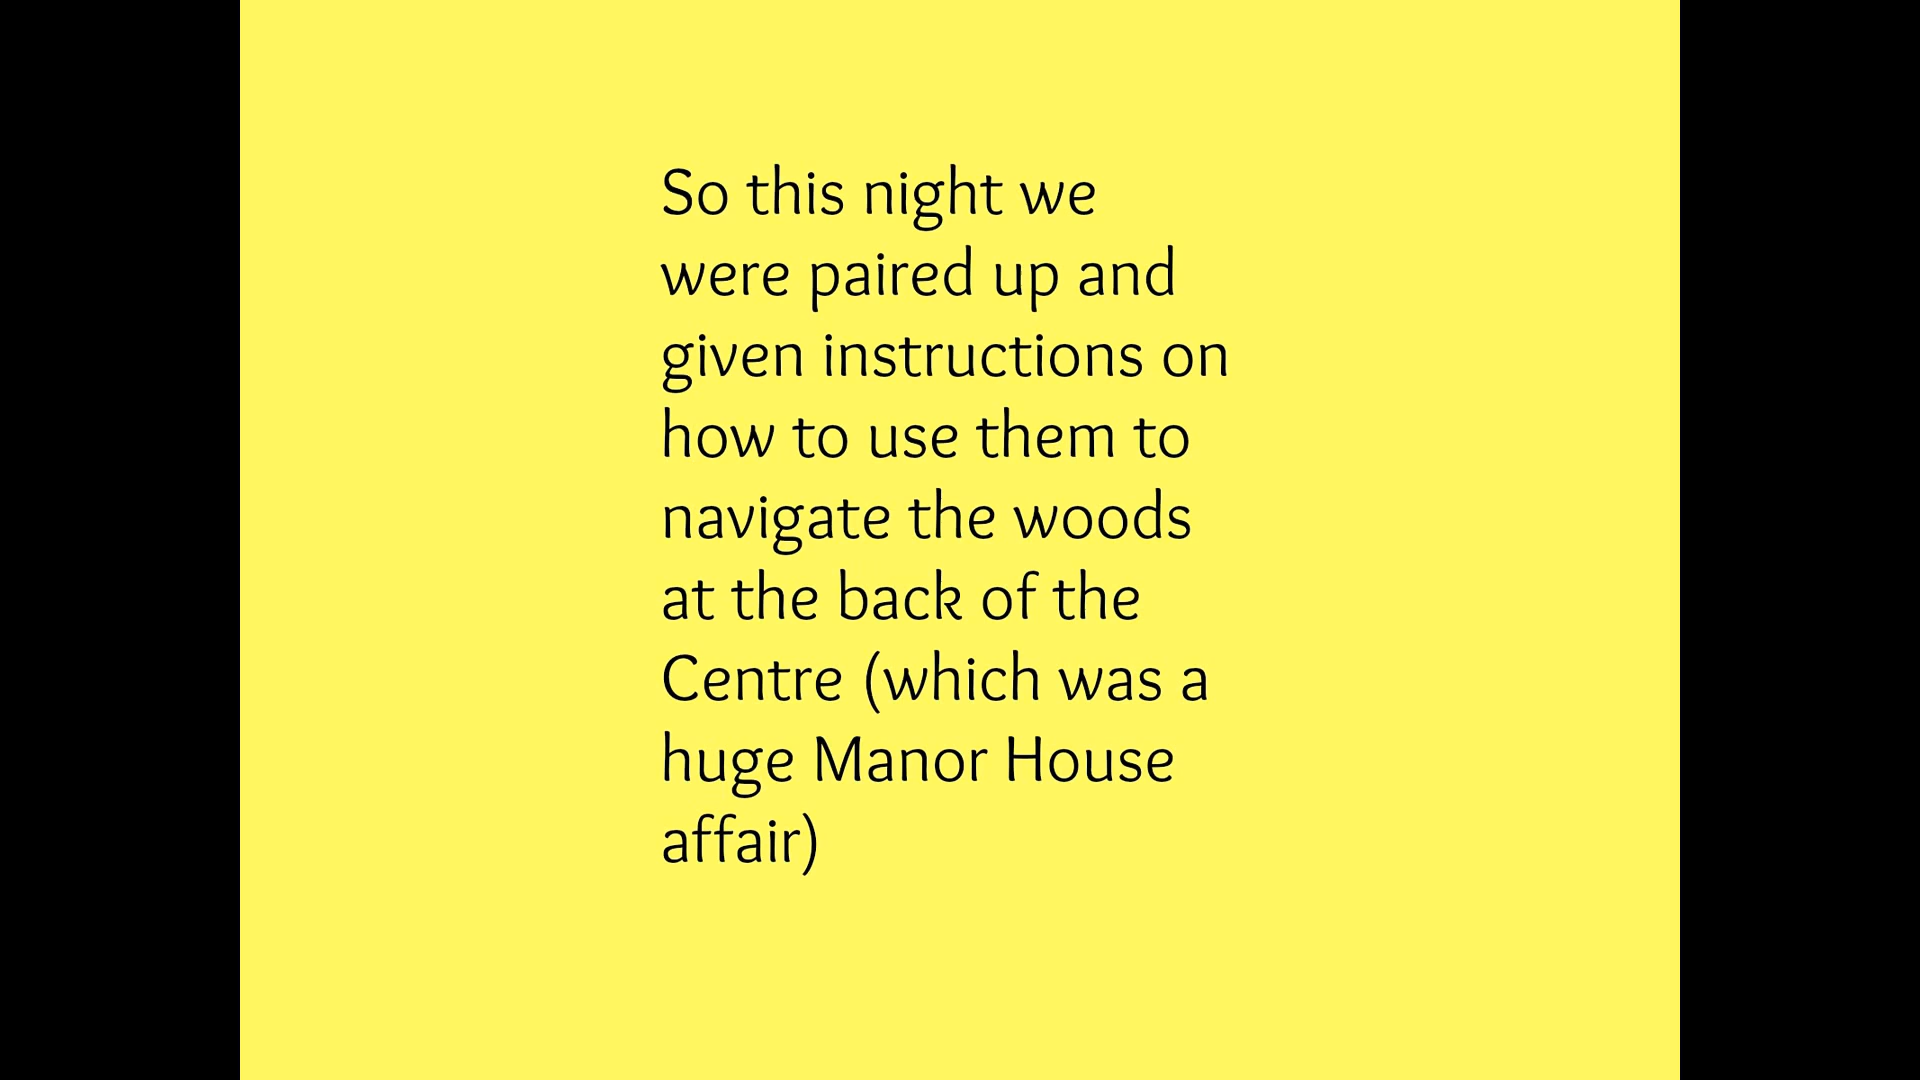 So this night we
were paired up and
given instructions on
how to use them to
navigate the woods
at the back of the
Centre (which was a
huge Manor House
affair)